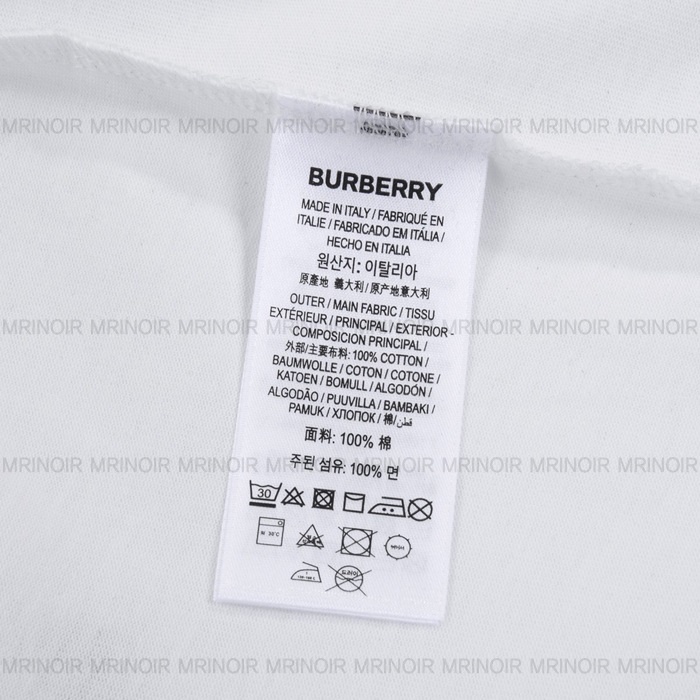 MRINOIR MRINOIR MRINOIR MRINOIR MRINOIR MRINOIR
BURBERRY
MADE IN ITALY / FABRIQUÉ EN
ITALIE / FABRICADO EM ITÁLIA /
HECHO EN ITALIA
원산지: 이탈리아
原產地 義大利 / 原产地意大利
OUTER / MAIN FABRIC / TISSU
EXTÉRIEUR / PRINCIPAL / EXTERIOR -
COMPOSICION PRINCIPAL /
外部/主要布料: 100% COTTON /
BAUMWOLLE / COTON / COTONE /
KATOEN / BOMULL / ALGODÓN /
ALGODÃO / PUUVILLA / BAMBAKI /
PAMUK / ХЛОПОК / 棉/قطن
面料: 100% 棉
주된 섬유: 100% 면
MRINOIR MRINOIR MRINOIR MRINOIR MRINOIR MRINOIR
30
MRINOIR MRINOIR MRINOIR MRINOIR MRINOIR MRINOIR
드라이
MRINOIR MRINOIR MRINOIR MRINOIR MRINOIR MRINOIR